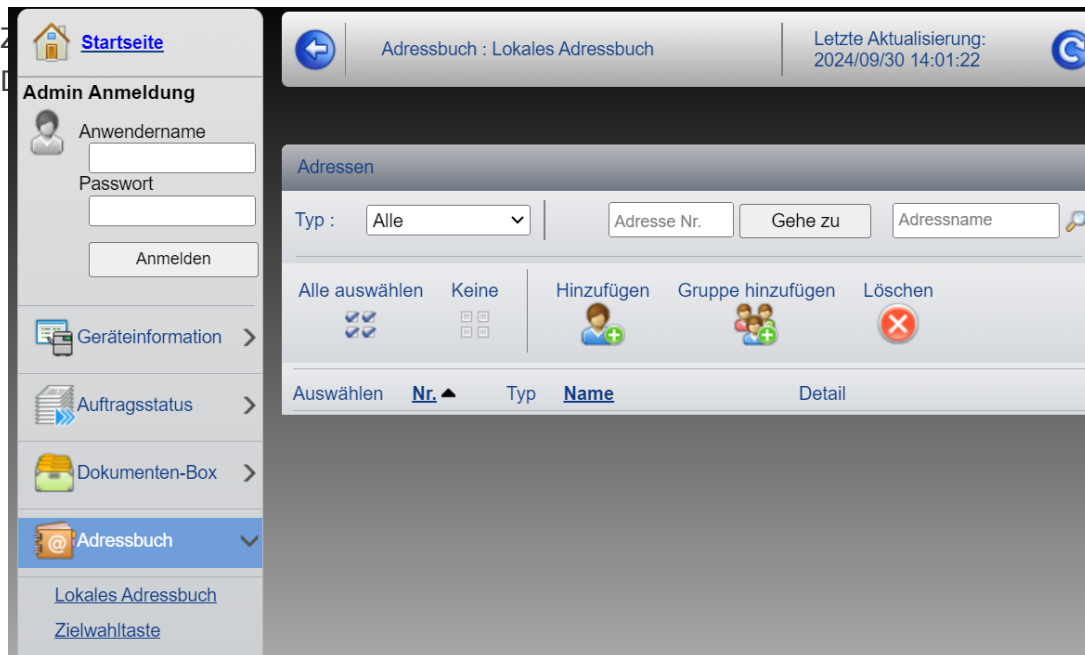 Startseite
Admin Anmeldung
Anwendername
Passwort
Anmelden
Geräteinformation
Auftragsstatus
Dokumenten-Box
Adressbuch
Lokales Adressbuch
Zielwahltaste
Adressbuch : Lokales Adressbuch
Letzte Aktualisierung:
2024/09/30 14:01:22
Adressen
Typ : Alle Adresse Nr. Gehe zu Adressname
Alle auswählen Keine Hinzufügen Gruppe hinzufügen Löschen
Auswählen Nr. Typ Name Detail